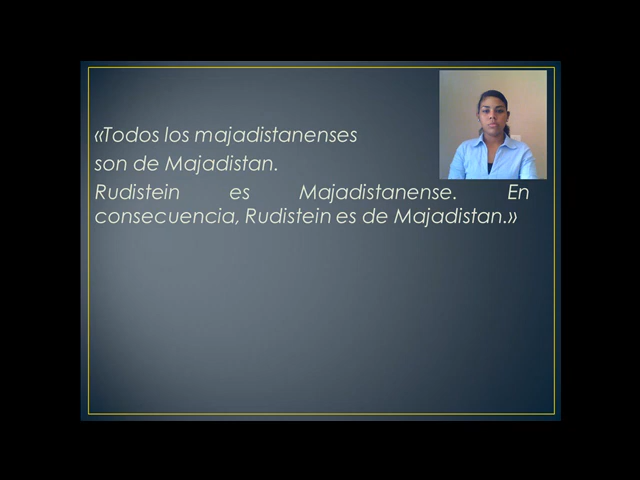 «Todos los majadistanenses
son de Majadistan.
Rudistein es Majadistanense. En
consecuencia, Rudistein es de Majadistan.»